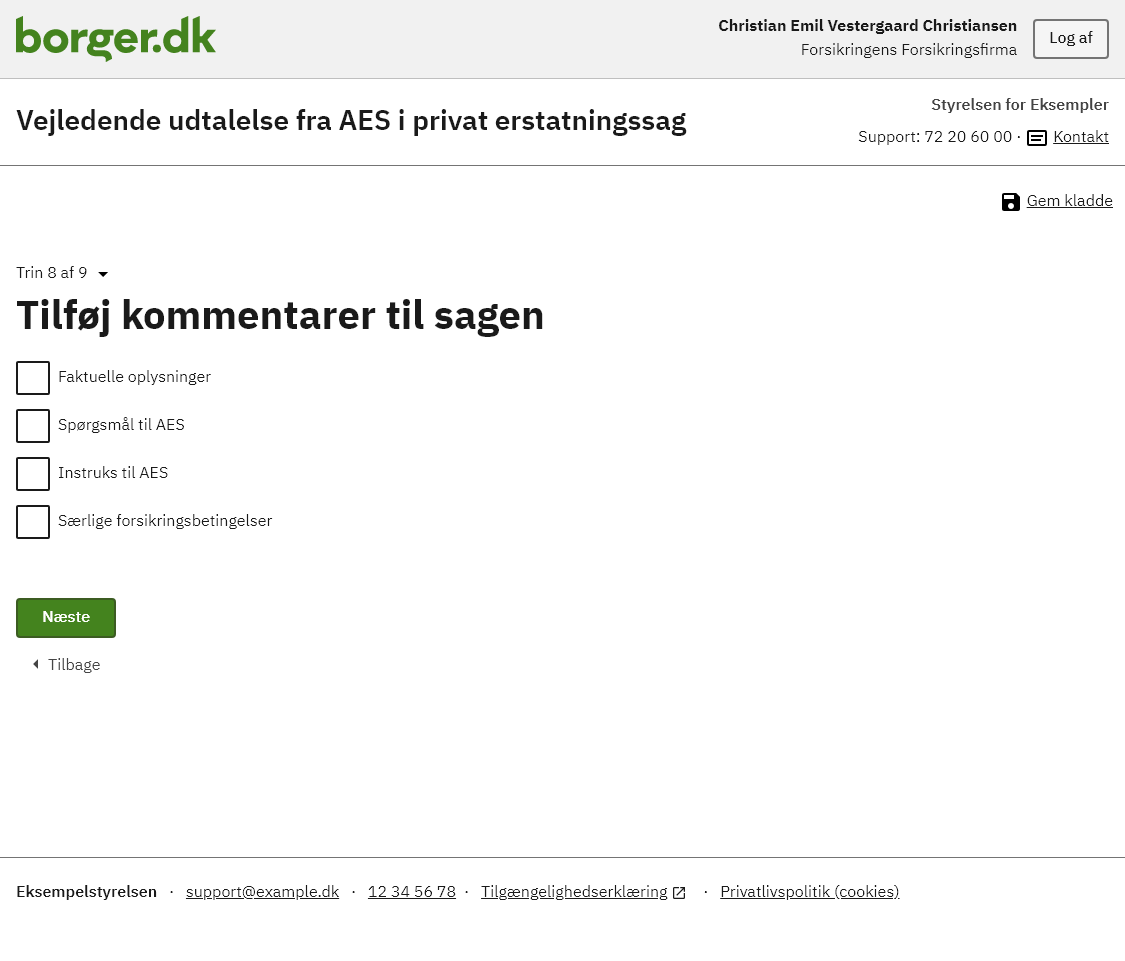 borger.dk
Christian Emil Vestergaard Christiansen
Forsikringens Forsikringsfirma
Log af
Vejledende udtalelse fra AES i privat erstatningssag
Styrelsen for Eksempler
Support: 72 20 60 00 · Kontakt
Gem kladde
Trin 8 af 9
Tilføj kommentarer til sagen
Faktuelle oplysninger
Spørgsmål til AES
Instruks til AES
Særlige forsikringsbetingelser
Næste
Tilbage
Eksempelstyrelsen · support@example.dk · 12 34 56 78 · Tilgængelighedserklæring · Privatlivspolitik (cookies)